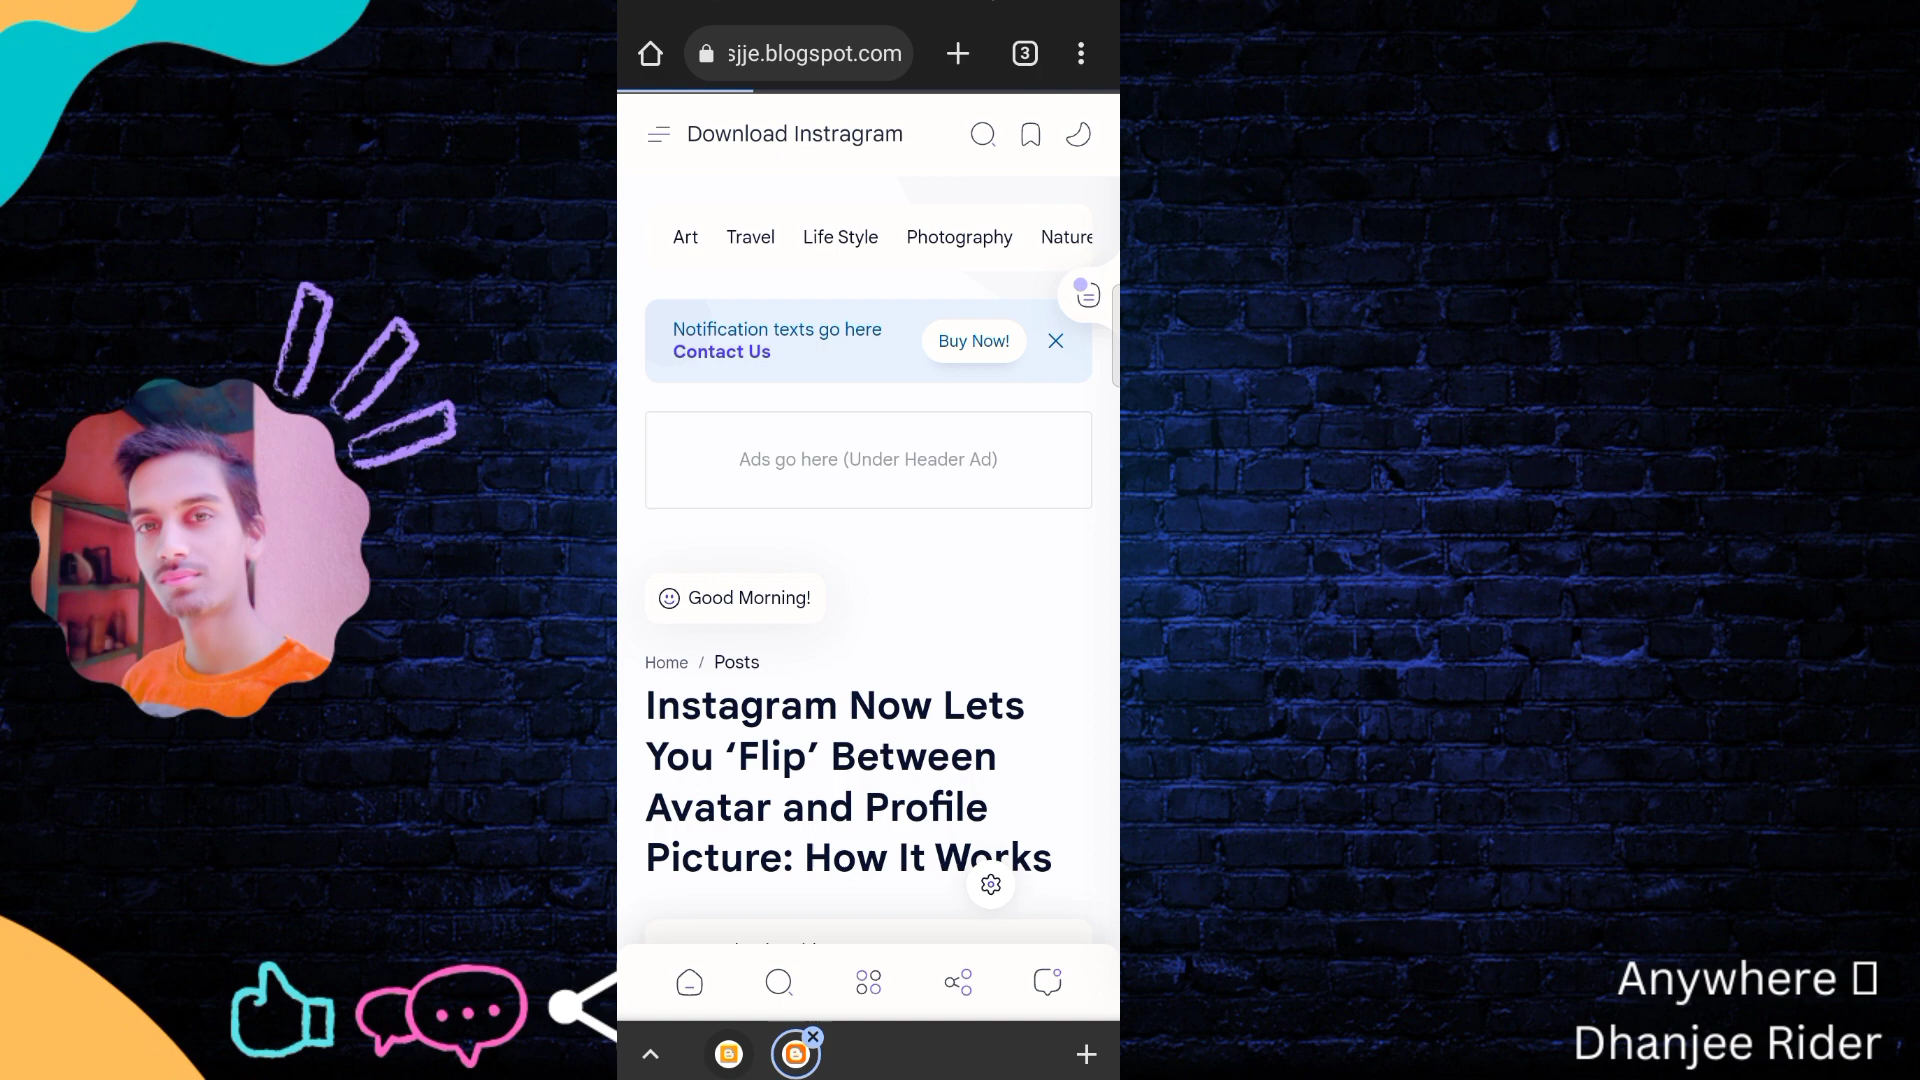 sjje.blogspot.com
3
Download Instragram
Art Travel Life Style Photography Nature
Notification texts go here
Contact Us
Buy Now!
Ads go here (Under Header Ad)
Good Morning!
Home / Posts
Instagram Now Lets
You ‘Flip’ Between
Avatar and Profile
Picture: How It Works
Anywhere
Dhanjee Rider